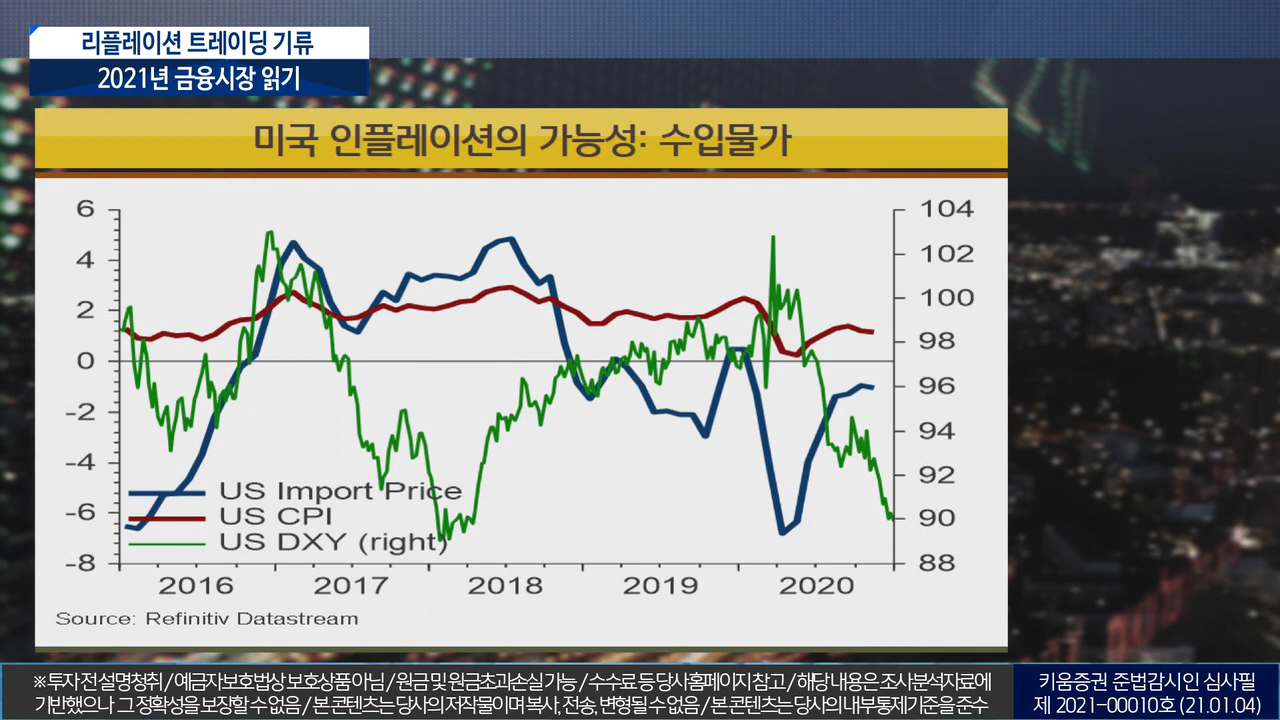 리플레이션 트레이딩 기류
2021년 금융시장 읽기
미국 인플레이션의 가능성: 수입물가
6
4
2
0
-2
-4
-6
-8
104
102
100
98
96
94
92
90
88
US Import Price
US CPI
US DXY (right)
2016 2017 2018 2019 2020
Source: Refinitiv Datastream
※투자 전 설명청취 / 예금자보호법상 보호상품 아님 / 원금 및 원금초과손실 가능 / 수수료 등 당사홈페이지 참고 / 해당 내용은 조사분석자료에
기반했으나 그 정확성을 보장할 수 없음 / 본 콘텐츠는 당사의 저작물이며 복사, 전송, 변형될 수 없음 / 본 콘텐츠는 당사의 내부통제기준을 준수
키움증권 준법감시인 심사필
제 2021-00010호 (21.01.04)